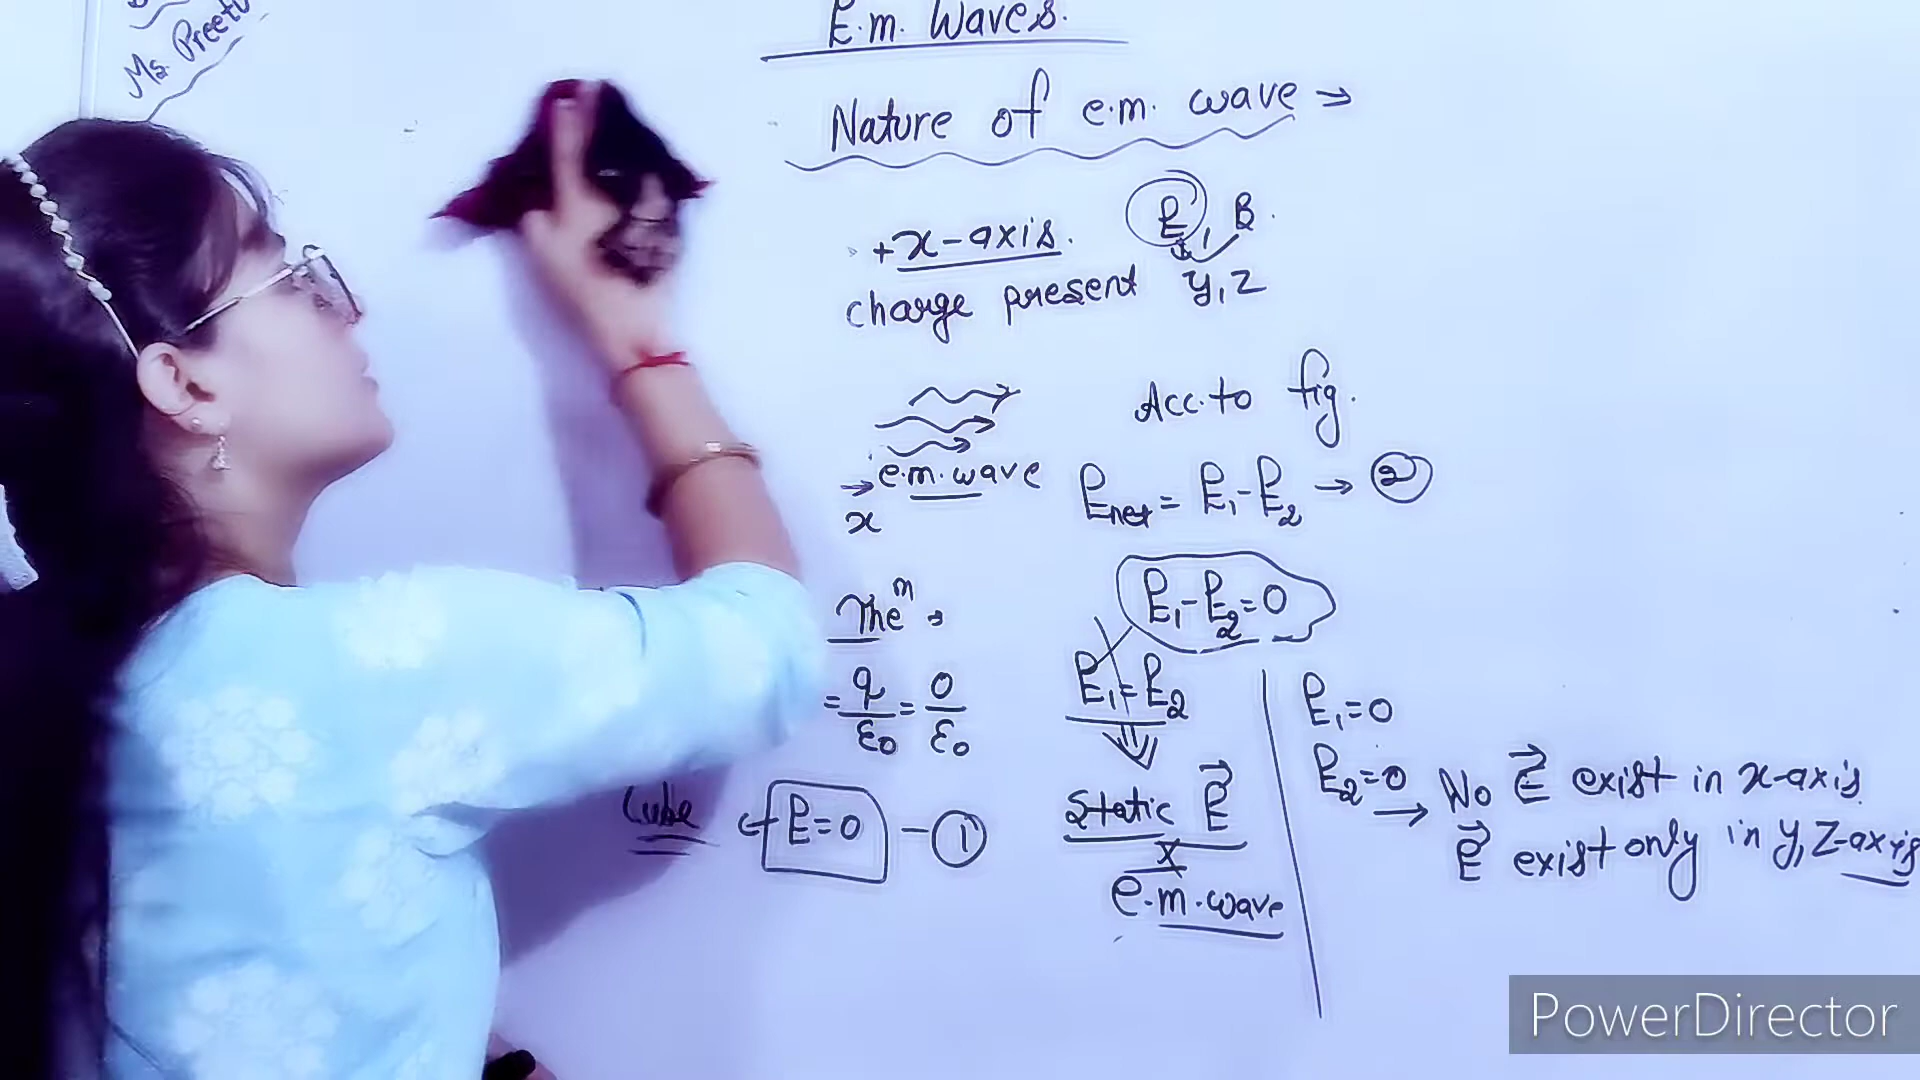 Ms. Preetu
E.m. Waves.
Nature of e.m. wave →
+x-axis. E, B.
charge present y, z
Acc. to fig.
e.m. wave
→ x
Enet = E1 - E2 → ②
The^m →
E1 - E2 = 0
= q/ε0 = 0/ε0
E1 = E2
E1 = 0
E2 = 0 → No E⃗ exist in x-axis.
E⃗ exist only in y, z-axis
Cube ← E = 0 - ①
Static E⃗
x
e.m. wave
PowerDirector